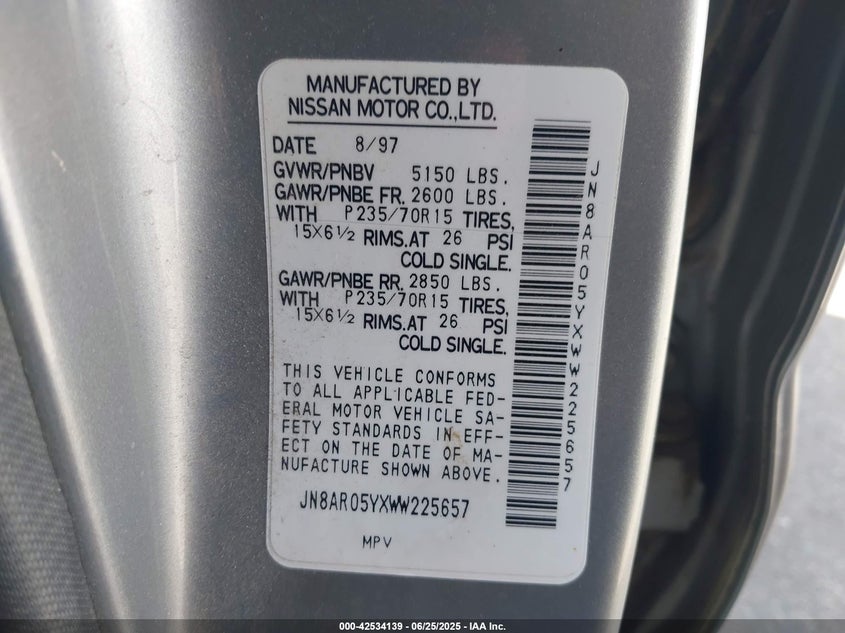 MANUFACTURED BY
NISSAN MOTOR CO.,LTD.
DATE 8/97
GVWR/PNBV 5150 LBS.
GAWR/PNBE FR. 2600 LBS.
WITH P235/70R15 TIRES,
15X6½ RIMS.AT 26 PSI
COLD SINGLE.
GAWR/PNBE RR. 2850 LBS.
WITH P235/70R15 TIRES,
15X6½ RIMS.AT 26 PSI
COLD SINGLE.
THIS VEHICLE CONFORMS
TO ALL APPLICABLE FED-
ERAL MOTOR VEHICLE SA-
FETY STANDARDS IN EFF-
ECT ON THE DATE OF MA-
NUFACTURE SHOWN ABOVE.
JN8AR05YXWW225657
MPV
JN8AR05YXWW225657
000-42534139 - 06/25/2025 - IAA Inc.